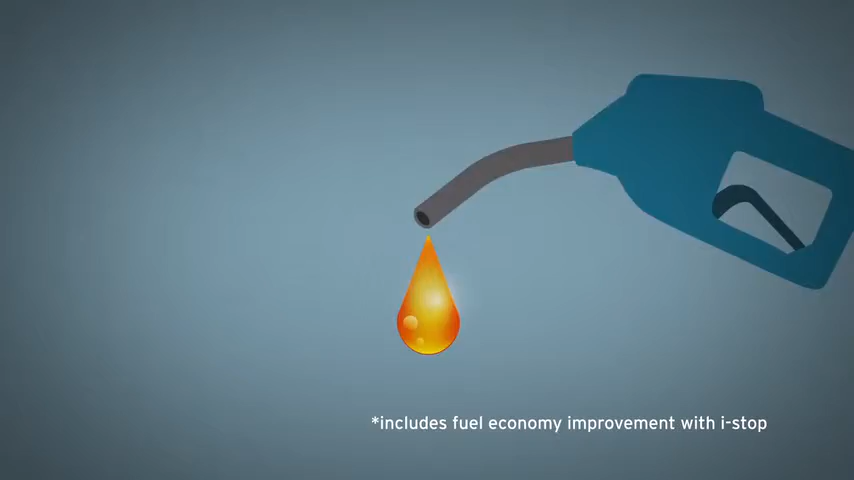 *includes fuel economy improvement with i-stop